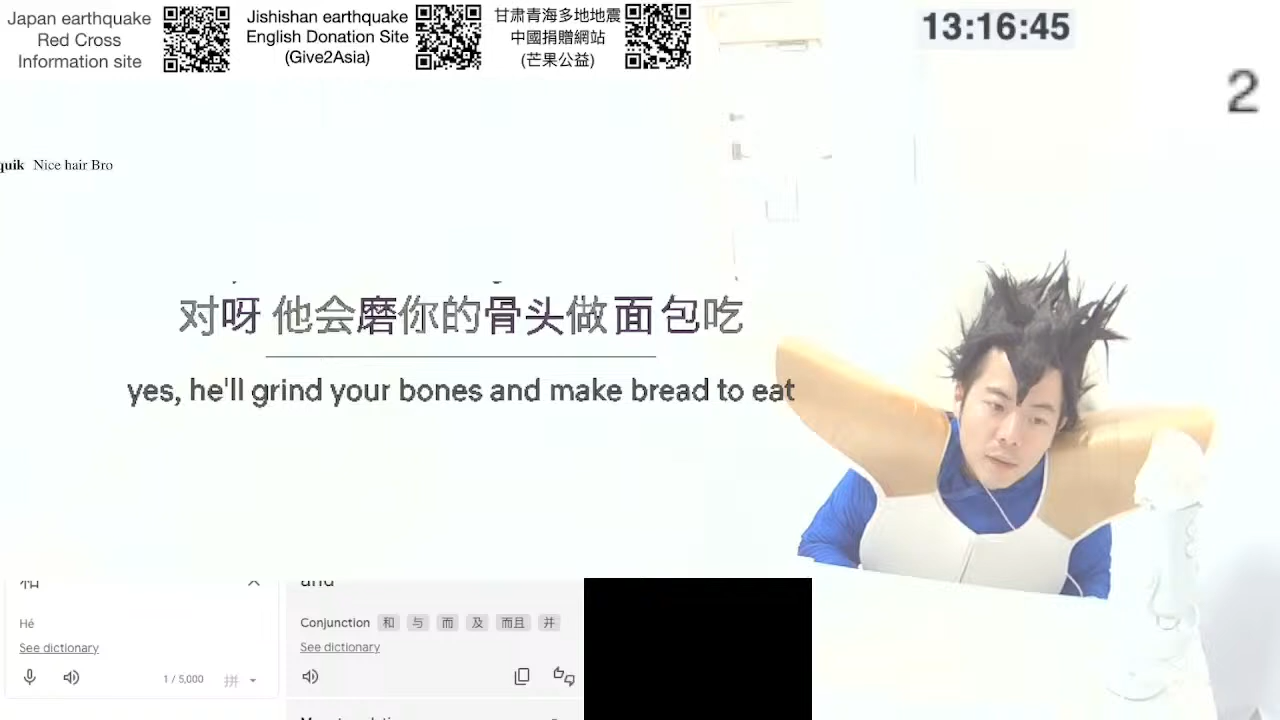 Japan earthquake
Red Cross
Information site
Jishishan earthquake
English Donation Site
(Give2Asia)
甘肅青海多地地震
中國捐贈網站
(芒果公益)
13:16:45
2
Nice hair Bro
对呀 他会磨你的骨头做面包吃
yes, he'll grind your bones and make bread to eat
和
Hé
See dictionary
1 / 5,000
拼
and
Conjunction 和 与 而 及 而且 并
See dictionary